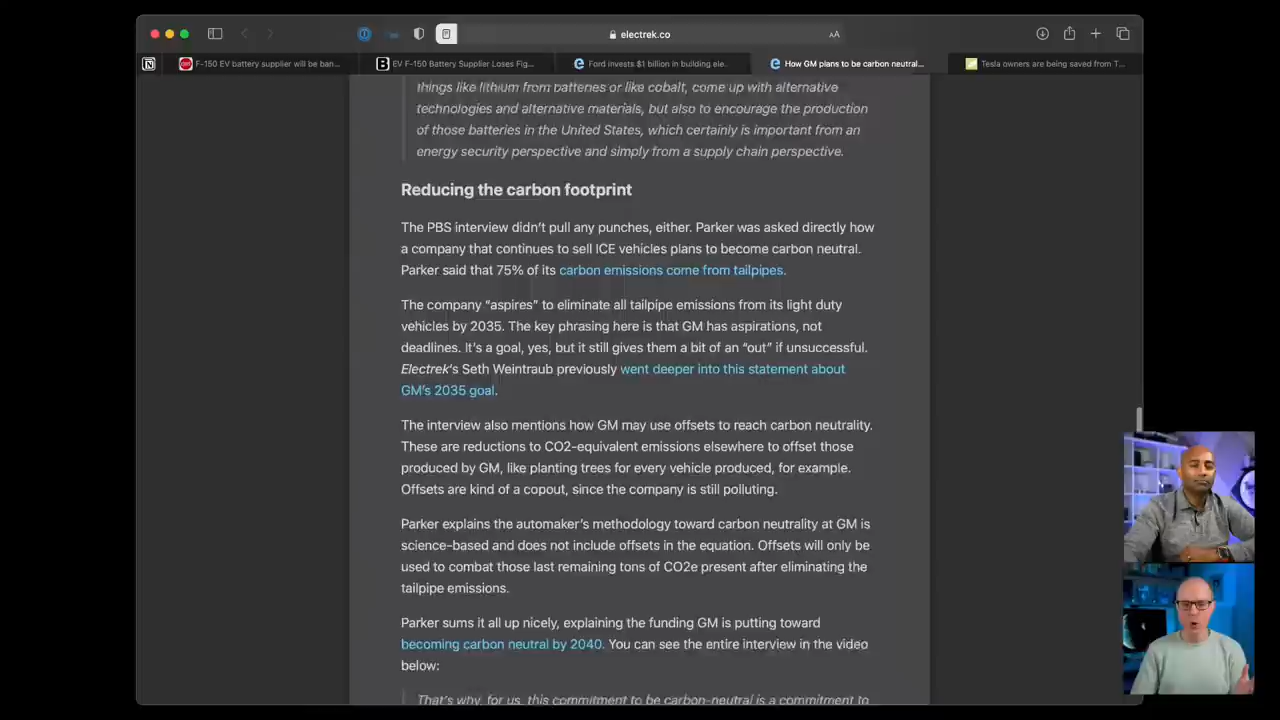 electrek.co
AA
F-150 EV battery supplier will be ban...
EV F-150 Battery Supplier Loses Fig...
Ford invests $1 billion in building ele...
How GM plans to be carbon neutral...
Tesla owners are being saved from T...
things like lithium from batteries or like cobalt, come up with alternative
technologies and alternative materials, but also to encourage the production
of those batteries in the United States, which certainly is important from an
energy security perspective and simply from a supply chain perspective.
Reducing the carbon footprint
The PBS interview didn’t pull any punches, either. Parker was asked directly how
a company that continues to sell ICE vehicles plans to become carbon neutral.
Parker said that 75% of its carbon emissions come from tailpipes.
The company “aspires” to eliminate all tailpipe emissions from its light duty
vehicles by 2035. The key phrasing here is that GM has aspirations, not
deadlines. It’s a goal, yes, but it still gives them a bit of an “out” if unsuccessful.
Electrek‘s Seth Weintraub previously went deeper into this statement about
GM’s 2035 goal.
The interview also mentions how GM may use offsets to reach carbon neutrality.
These are reductions to CO2-equivalent emissions elsewhere to offset those
produced by GM, like planting trees for every vehicle produced, for example.
Offsets are kind of a copout, since the company is still polluting.
Parker explains the automaker’s methodology toward carbon neutrality at GM is
science-based and does not include offsets in the equation. Offsets will only be
used to combat those last remaining tons of CO2e present after eliminating the
tailpipe emissions.
Parker sums it all up nicely, explaining the funding GM is putting toward
becoming carbon neutral by 2040. You can see the entire interview in the video
below:
That’s why, for us, this commitment to be carbon-neutral is a commitment to